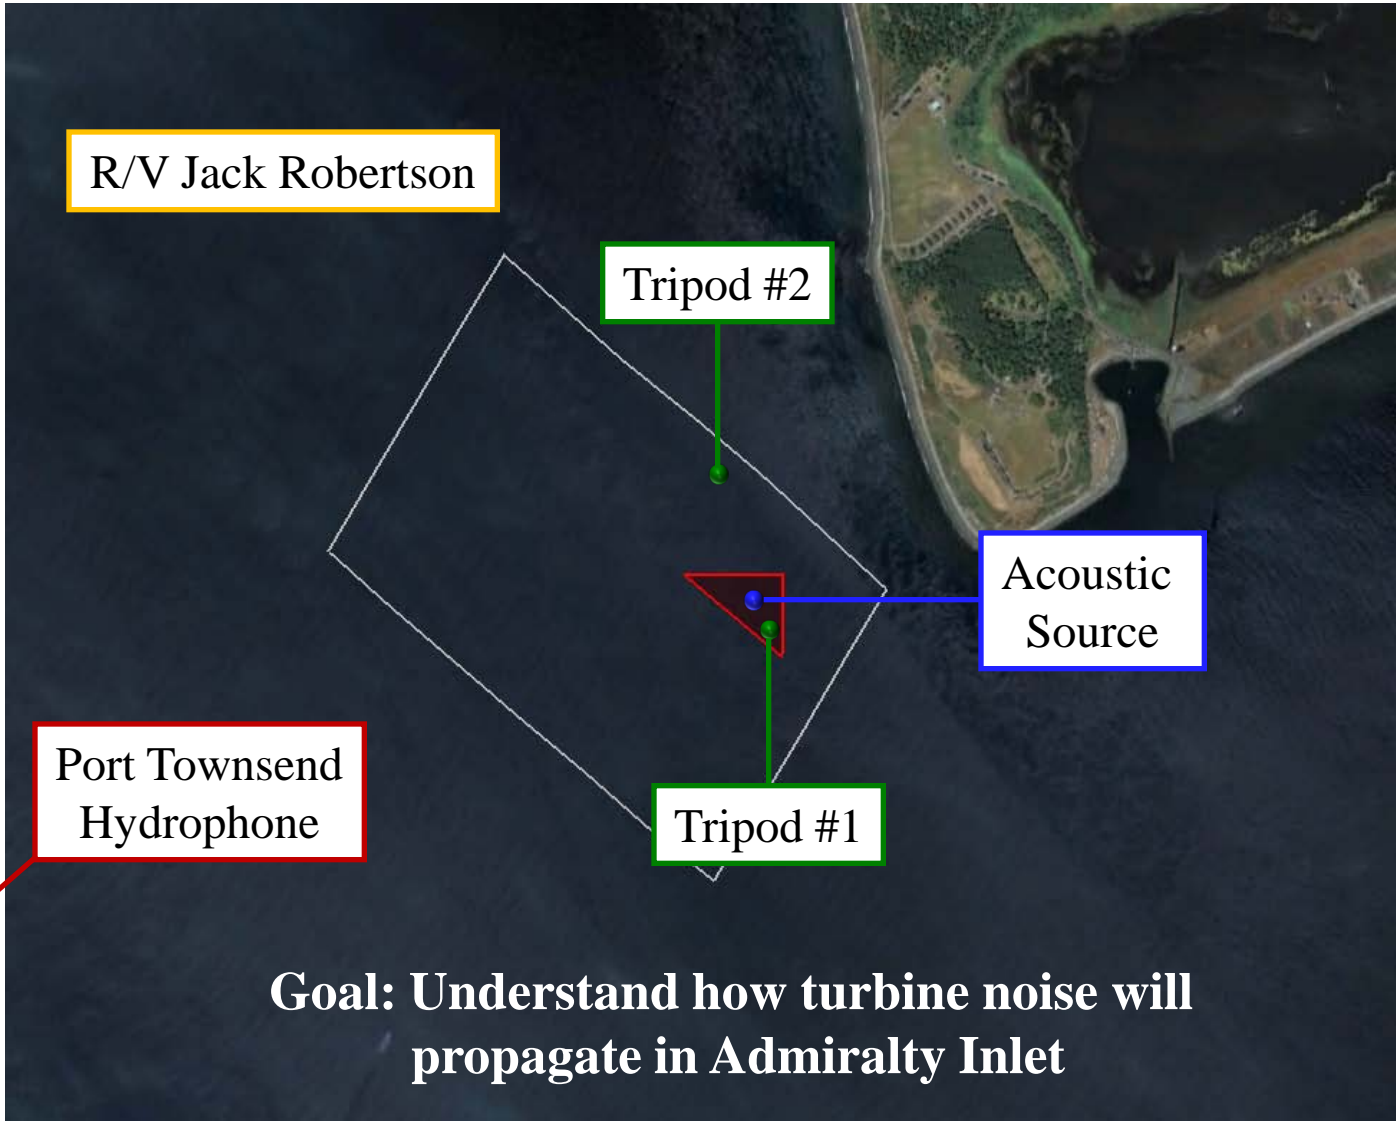 R/V Jack Robertson
Tripod #2
Acoustic
Source
Port Townsend
Hydrophone
Tripod #1
Goal: Understand how turbine noise will
propagate in Admiralty Inlet